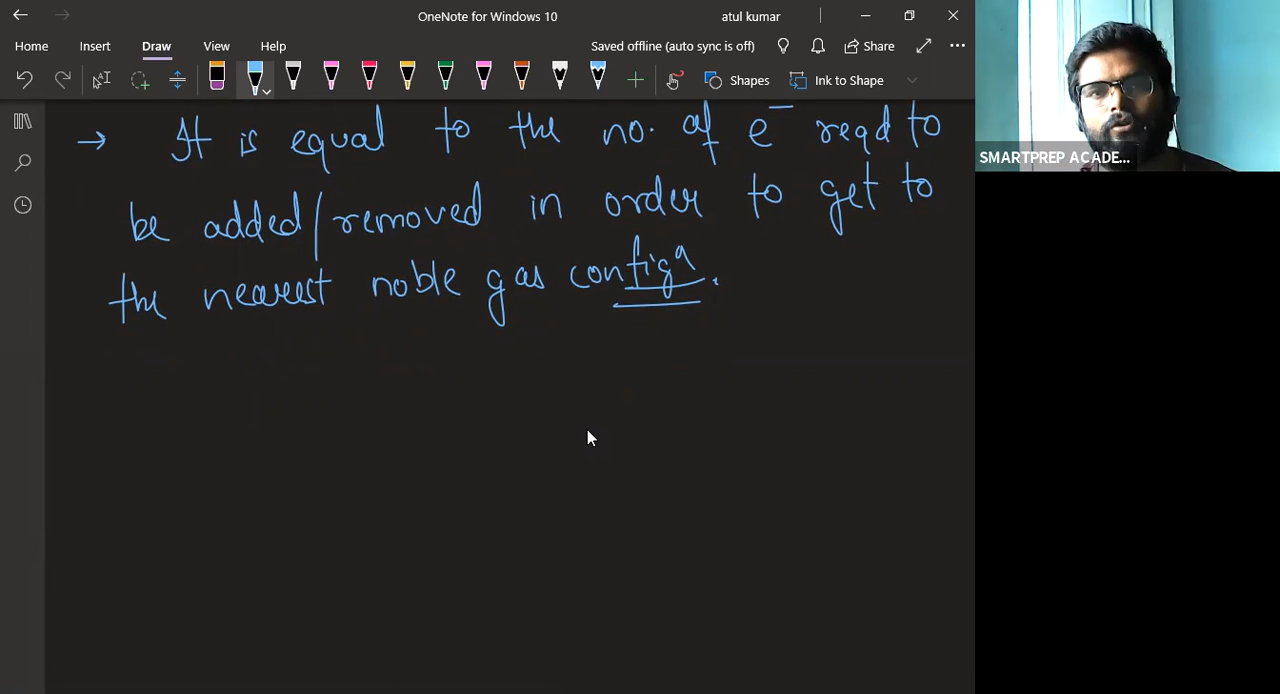 OneNote for Windows 10
atul kumar
Home Insert Draw View Help
Saved offline (auto sync is off)
Share
Shapes
Ink to Shape
SMARTPREP ACADE...
→ It is equal to the no. of e⁻ reqd to
be added/removed in order to get to
the nearest noble gas configⁿ.